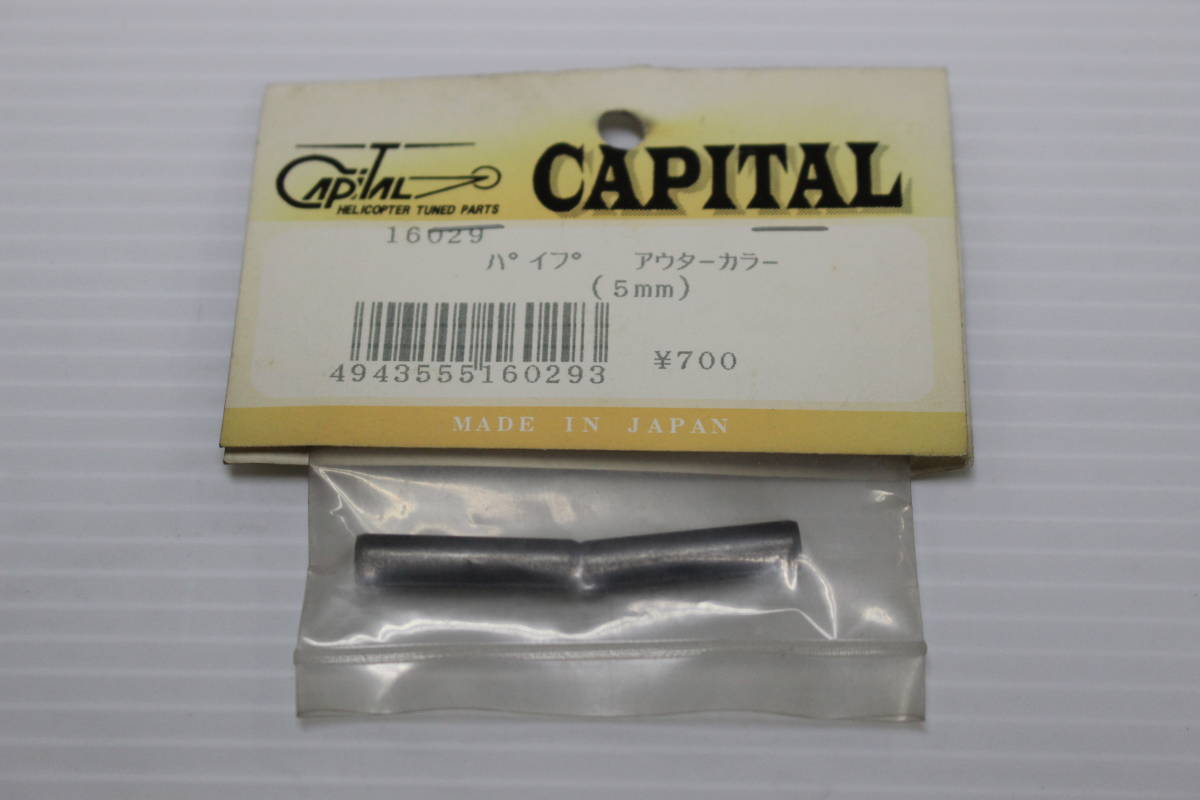 CAPITAL
HELICOPTER TUNED PARTS
CAPITAL
16029
パイプ アウターカラー
(5mm)
4943555160293
¥700
MADE IN JAPAN